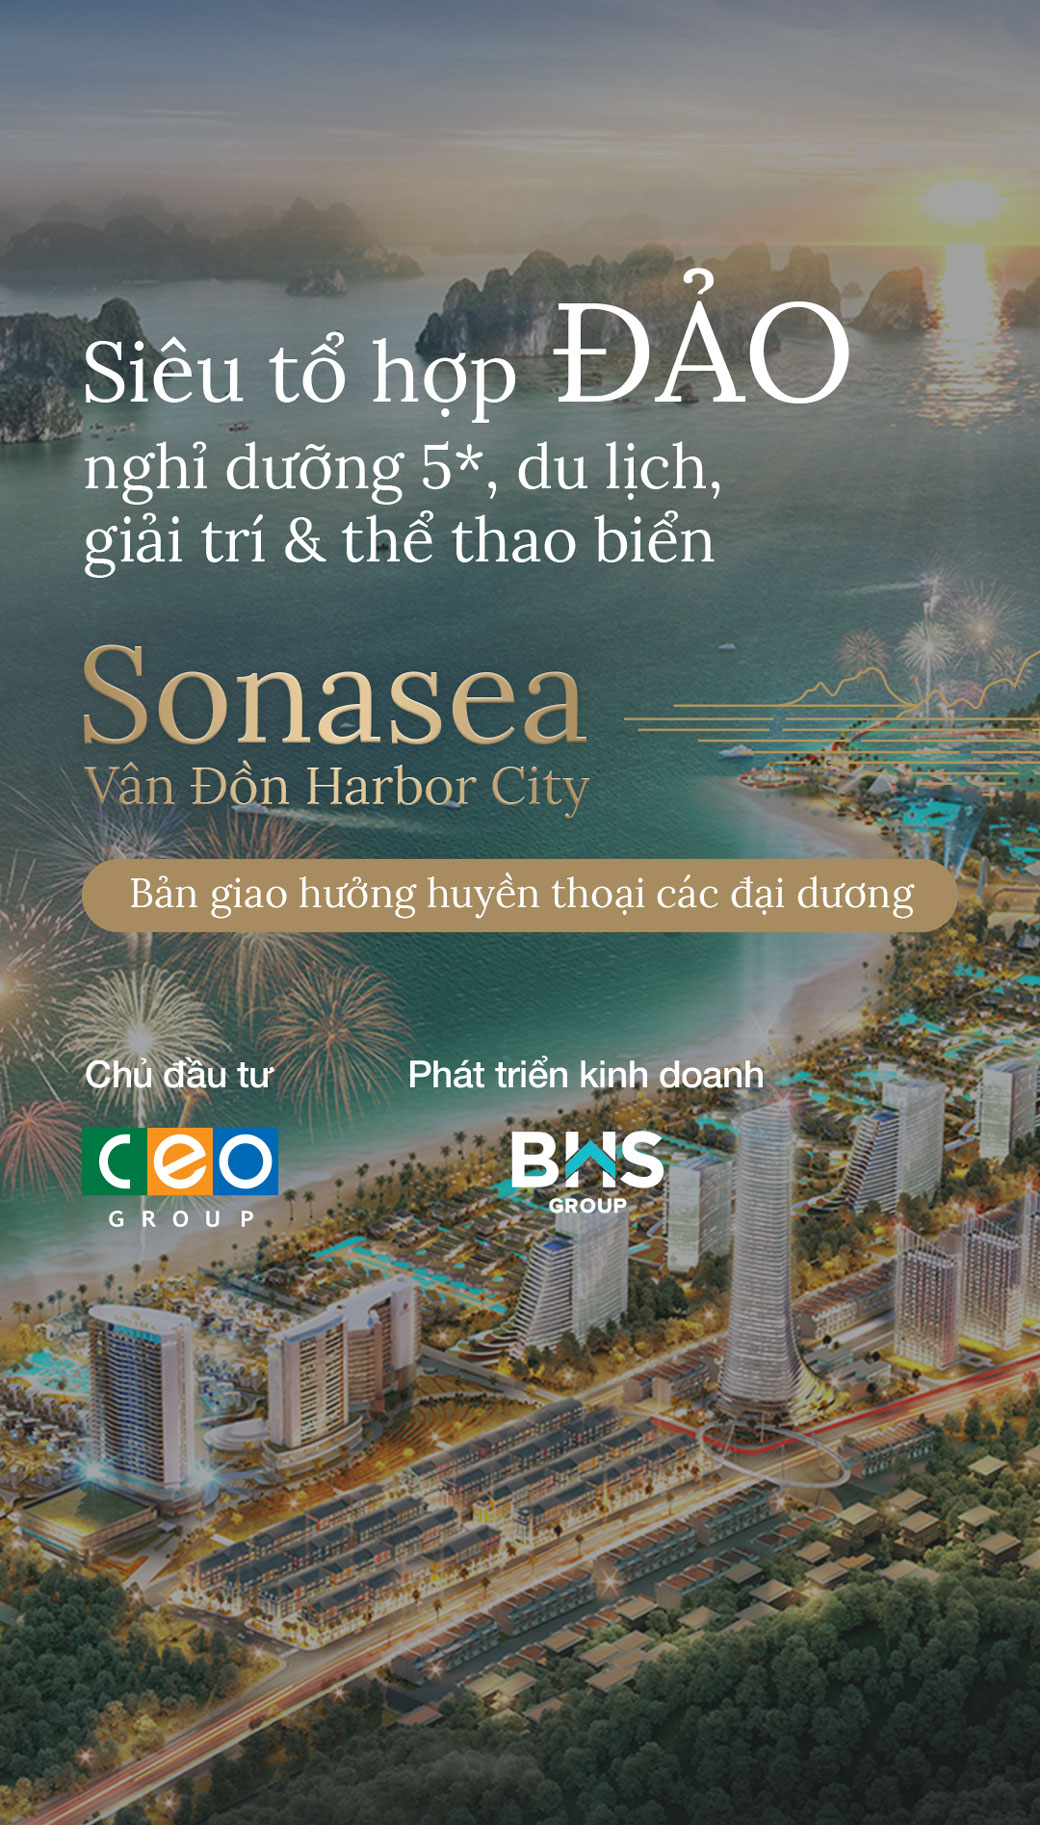 Siêu tổ hợp ĐẢO
nghỉ dưỡng 5*, du lịch,
giải trí & thể thao biển
Sonasea
Vân Đồn Harbor City
Bản giao hưởng huyền thoại các đại dương
Chủ đầu tư
Phát triển kinh doanh
CEO
GROUP
BHS
GROUP